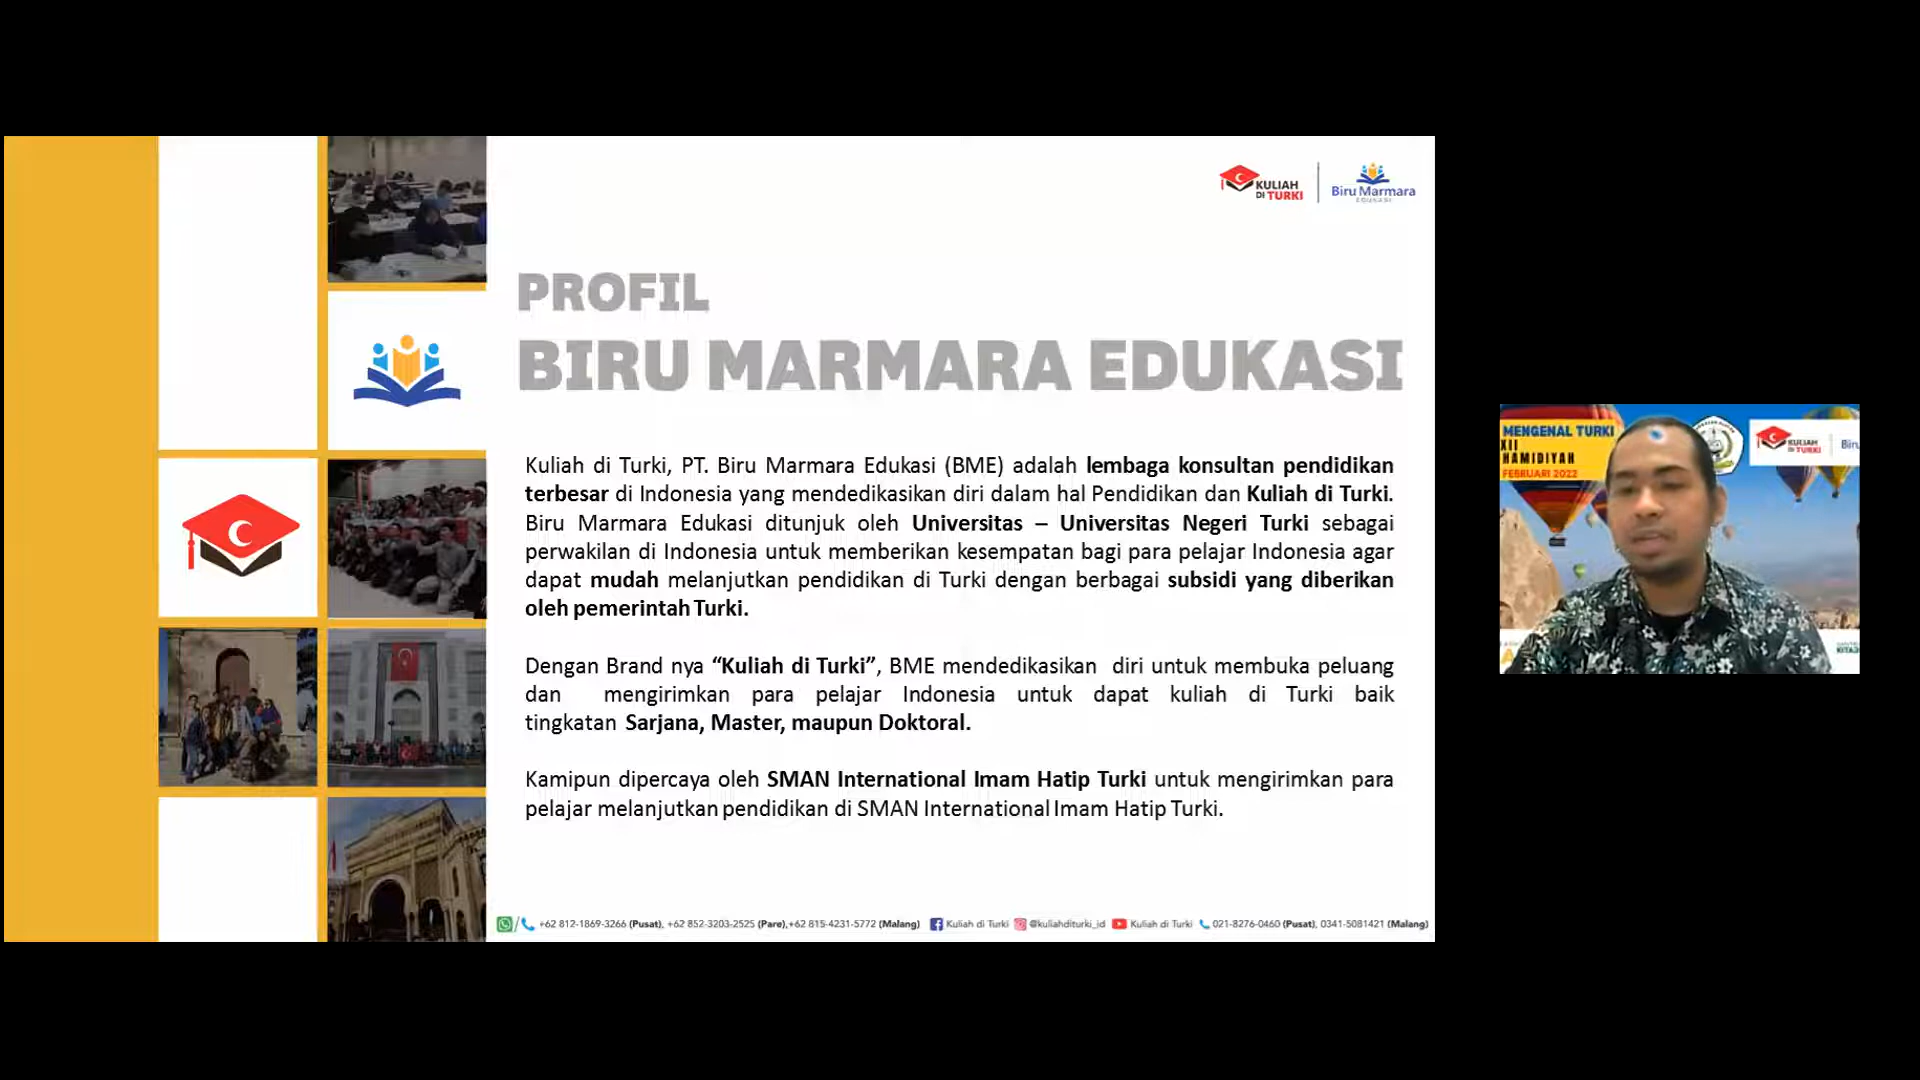 KULIAH
DI TURKI
Biru Marmara
EDUKASI
PROFIL
BIRU MARMARA EDUKASI
Kuliah di Turki, PT. Biru Marmara Edukasi (BME) adalah lembaga konsultan pendidikan
terbesar di Indonesia yang mendedikasikan diri dalam hal Pendidikan dan Kuliah di Turki.
Biru Marmara Edukasi ditunjuk oleh Universitas – Universitas Negeri Turki sebagai
perwakilan di Indonesia untuk memberikan kesempatan bagi para pelajar Indonesia agar
dapat mudah melanjutkan pendidikan di Turki dengan berbagai subsidi yang diberikan
oleh pemerintah Turki.
Dengan Brand nya “Kuliah di Turki”, BME mendedikasikan diri untuk membuka peluang
dan mengirimkan para pelajar Indonesia untuk dapat kuliah di Turki baik
tingkatan Sarjana, Master, maupun Doktoral.
Kamipun dipercaya oleh SMAN International Imam Hatip Turki untuk mengirimkan para
pelajar melanjutkan pendidikan di SMAN International Imam Hatip Turki.
+62 812-1869-3266 (Pusat), +62 852-3203-2525 (Pare),+62 815-4231-5772 (Malang) Kuliah di Turki @kuliahditurki_id Kuliah di Turki 021-8276-0460 (Pusat), 0341-5081421 (Malang)
MENGENAL TURKI
XII
HAMIDIYAH
FEBRUARI 2022
KULIAH
DI TURKI